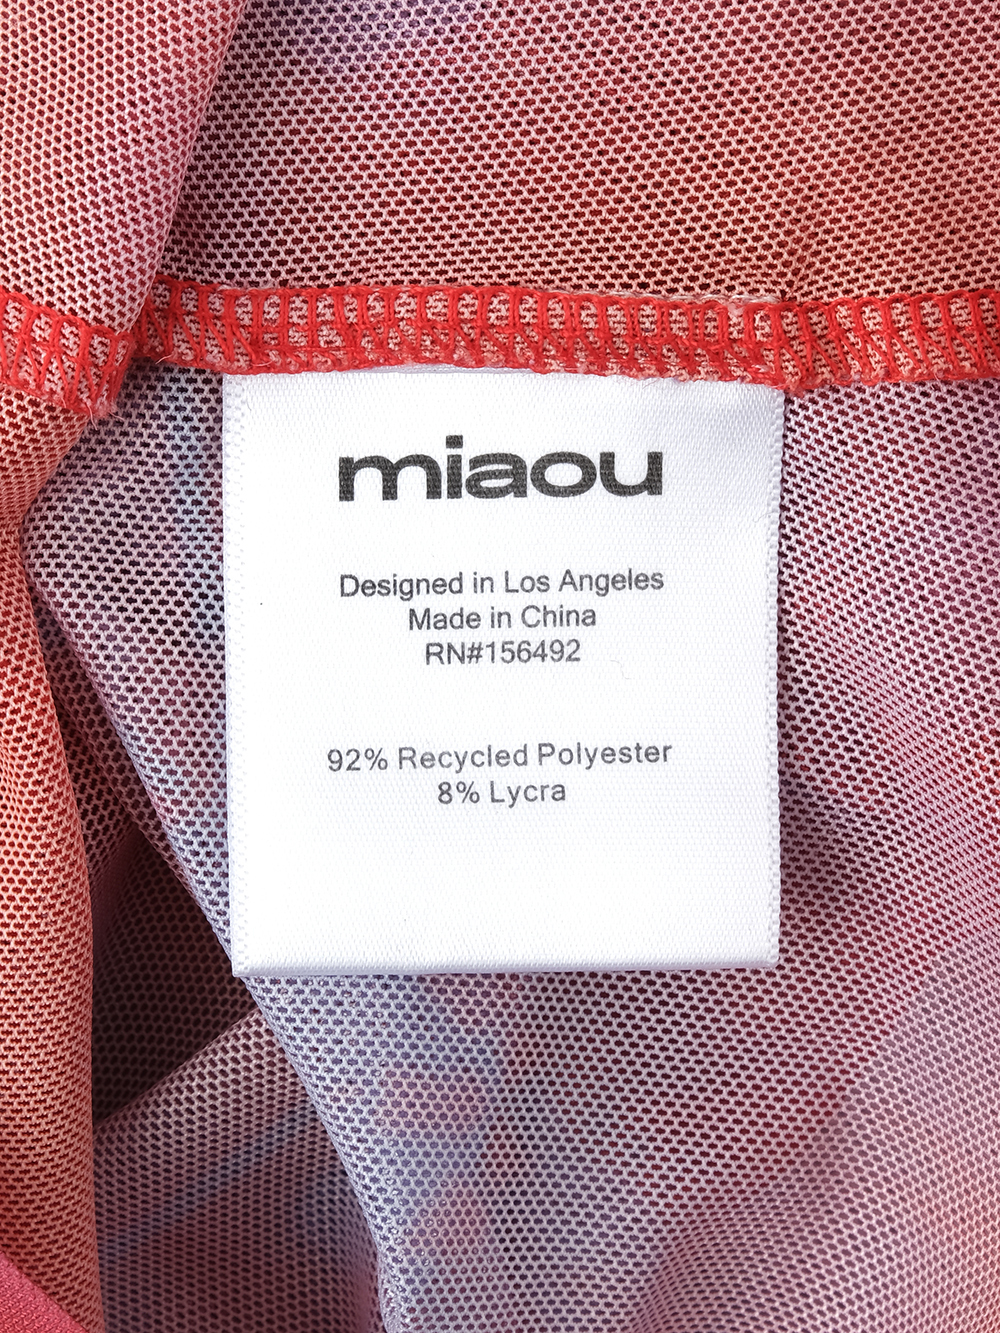 miaou
Designed in Los Angeles
Made in China
RN#156492
92% Recycled Polyester
8% Lycra